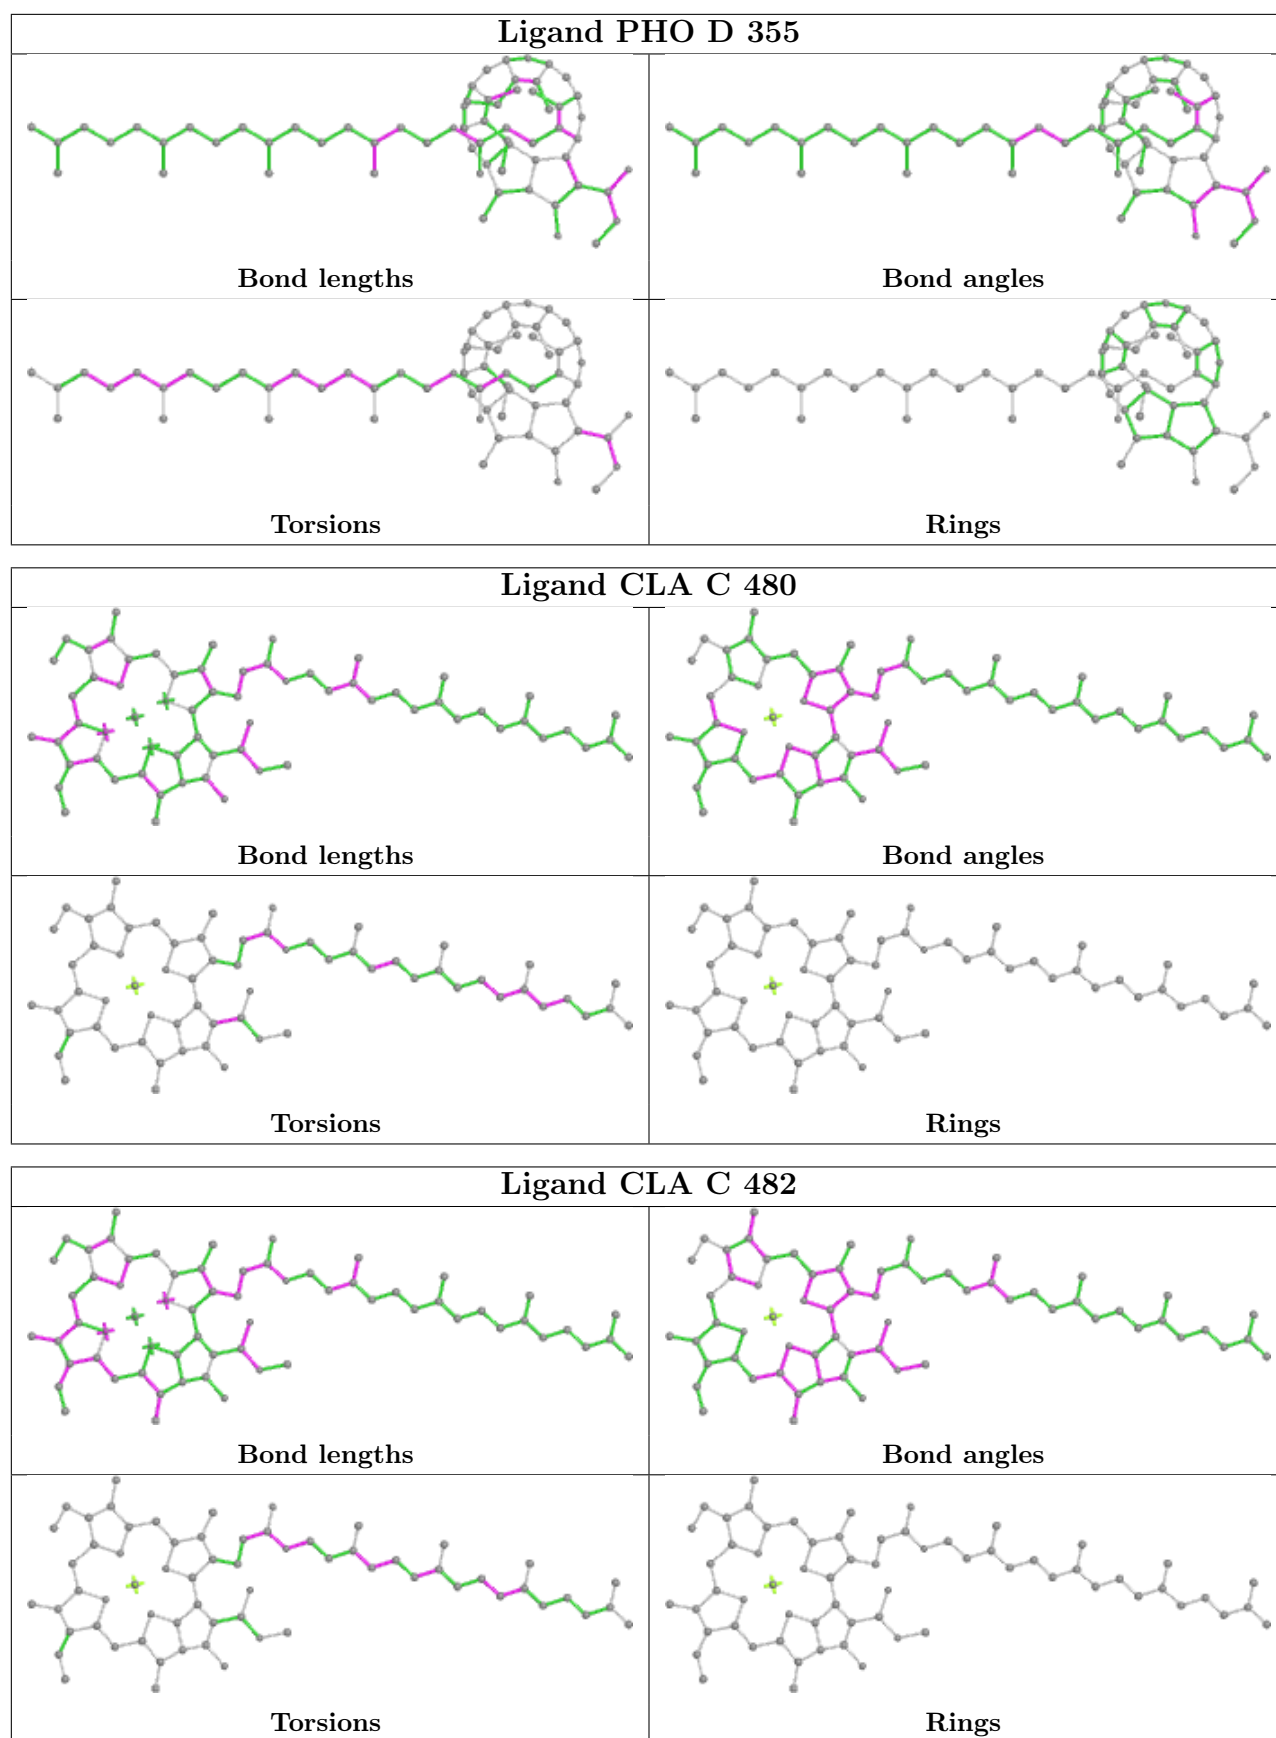 Ligand PHO D 355
Bond lengths
Bond angles
Torsions
Rings
Ligand CLA C 480
Bond lengths
Bond angles
Torsions
Rings
Ligand CLA C 482
Bond lengths
Bond angles
Torsions
Rings